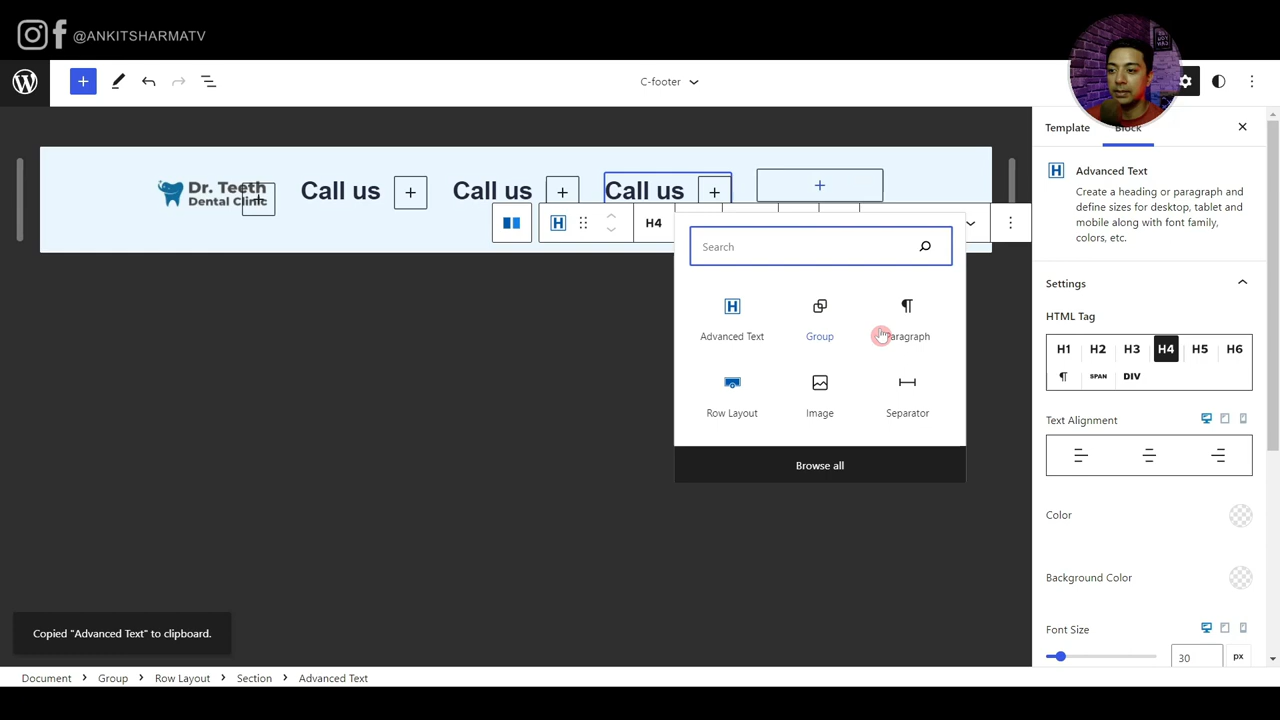 @ANKITSHARMATV
C-footer
Template
Block
Dr. Teeth
Dental Clinic
Call us
Call us
Call us
H4
Search
Advanced Text
Group
Paragraph
Row Layout
Image
Separator
Browse all
Advanced Text
Create a heading or paragraph and
define sizes for desktop, tablet and
mobile along with font family,
colors, etc.
Settings
HTML Tag
H1 H2 H3 H4 H5 H6
¶ SPAN DIV
Text Alignment
Color
Background Color
Font Size
30 px
Copied "Advanced Text" to clipboard.
Document > Group > Row Layout > Section > Advanced Text